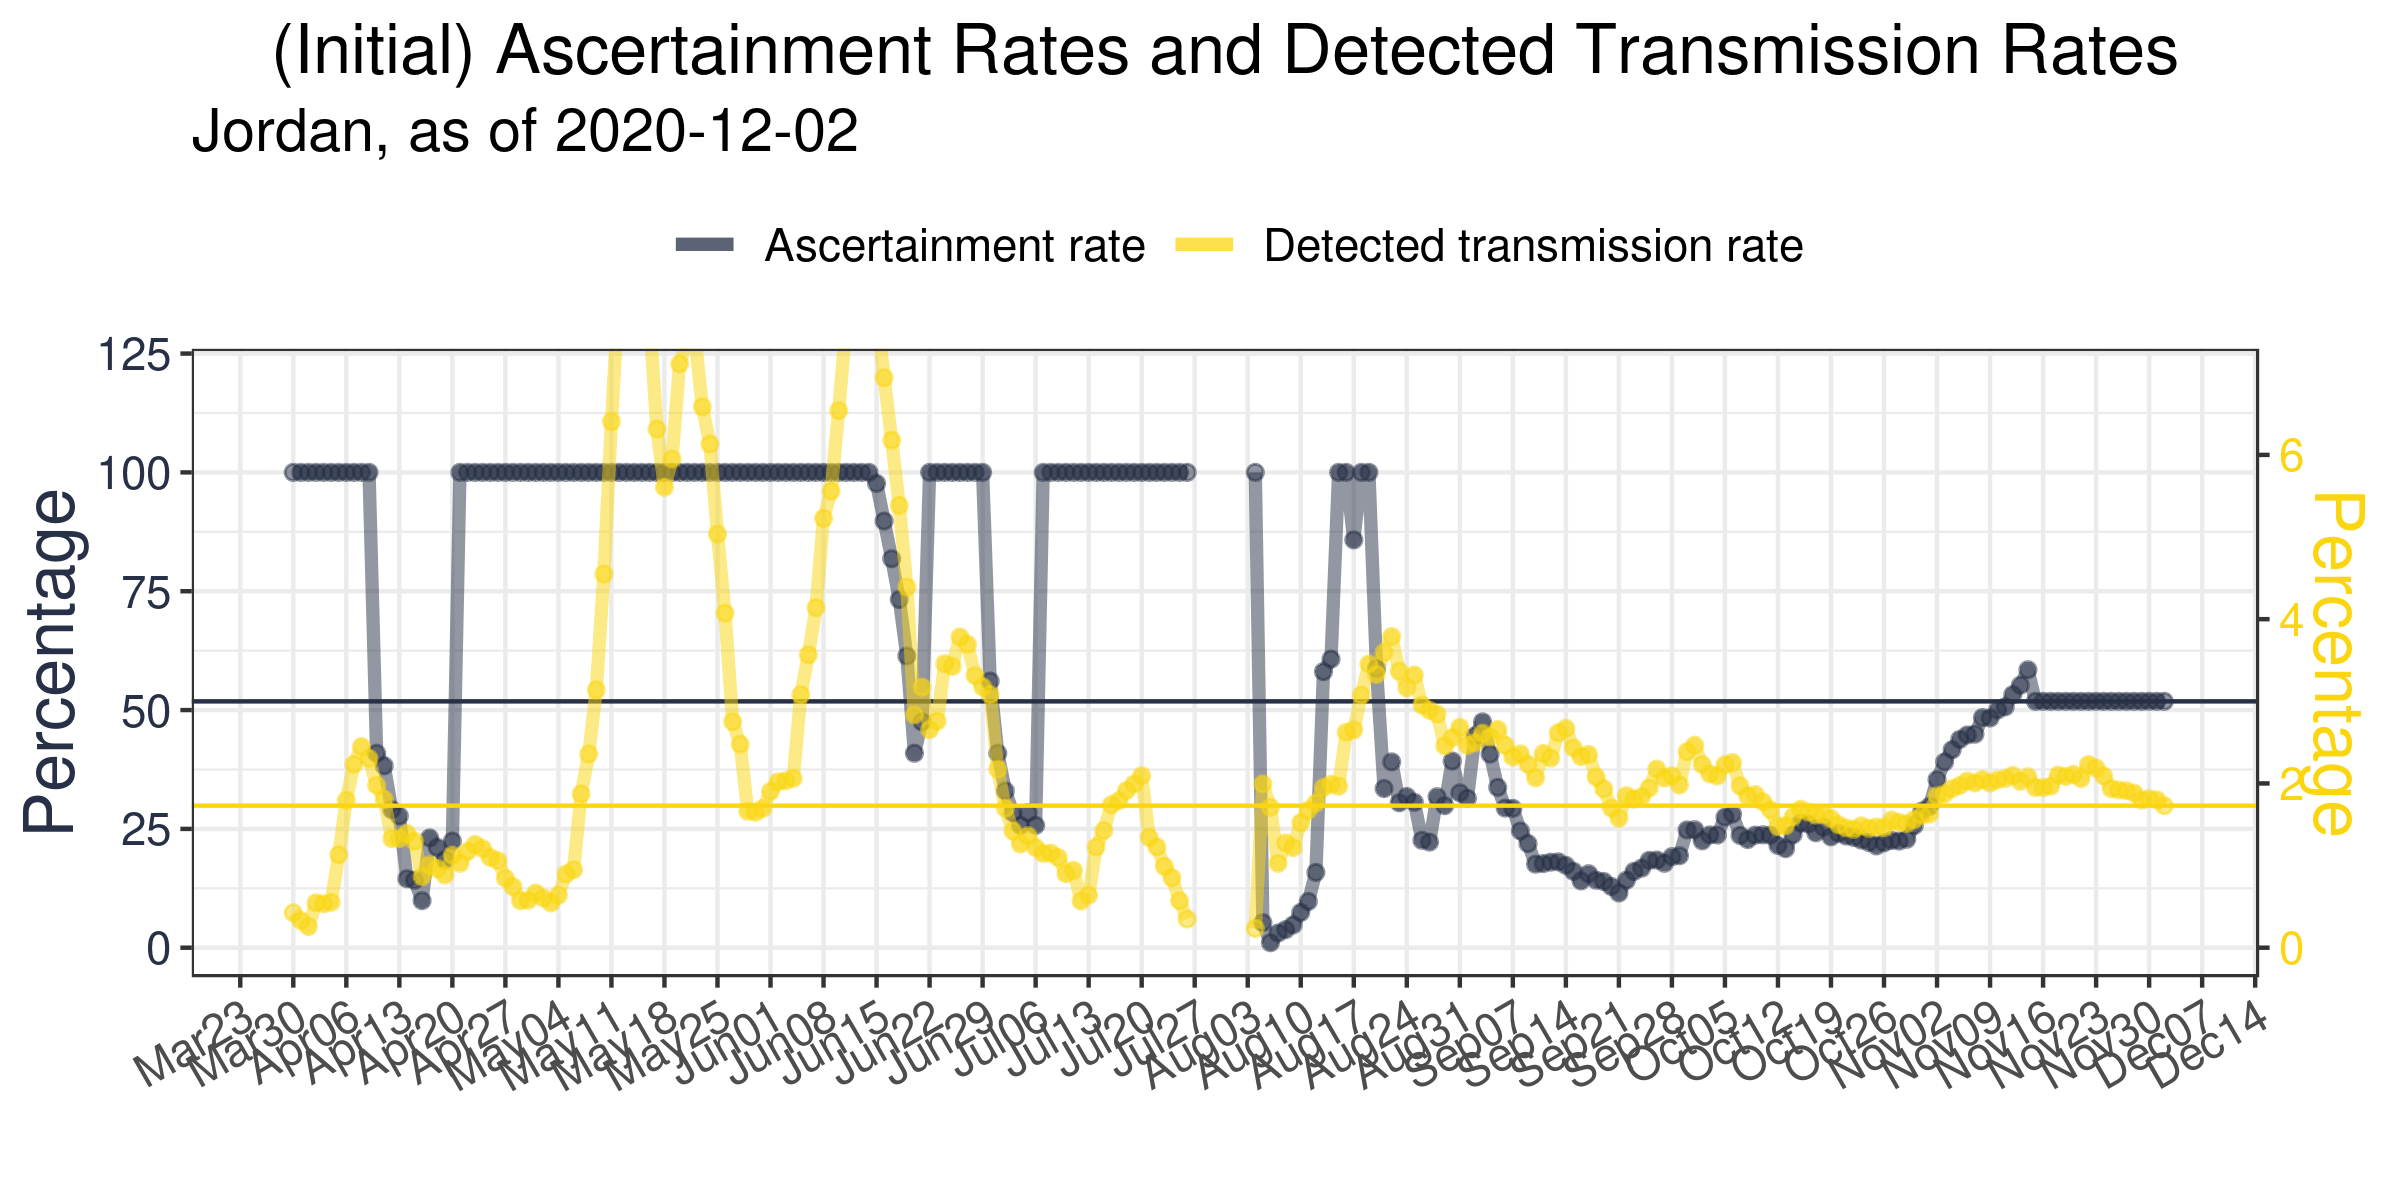 (Initial) Ascertainment Rates and Detected Transmission Rates
Jordan, as of 2020-12-02
Ascertainment rate
Detected transmission rate
125
100
75
50
25
0
Percentage
6
4
2
0
Percentage
Mar23
Mar30
Apr06
Apr13
Apr20
Apr27
May04
May11
May18
May25
Jun01
Jun08
Jun15
Jun22
Jun29
Jul06
Jul13
Jul20
Jul27
Aug03
Aug10
Aug17
Aug24
Aug31
Sep07
Sep14
Sep21
Sep28
Oct05
Oct12
Oct19
Oct26
Nov02
Nov09
Nov16
Nov23
Nov30
Dec07
Dec14